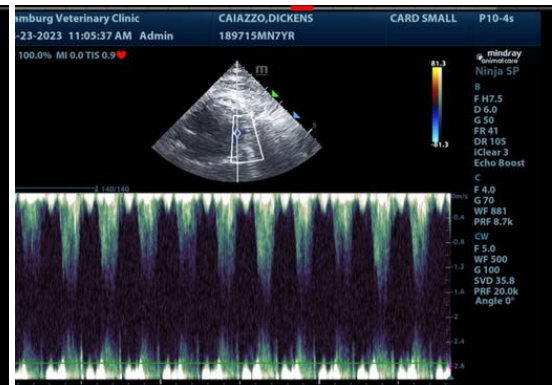 amburg Veterinary Clinic CAIAZZO,DICKENS CARD SMALL P10-4s
-23-2023 11:05:37 AM Admin 189715MN7YR
100.0% MI 0.0 TIS 0.9
mindray
animal care
Ninja SP
m
81.3
-81.3
B
F H7.5
D 6.0
G 50
FR 41
DR 105
iClear 3
Echo Boost
C
F 4.0
G 70
WF 881
PRF 8.7k
CW
F 5.0
WF 500
G 100
SVD 35.8
PRF 20.0k
Angle 0°
140/140
0m/s
-0.4
-0.8
-1.2
-1.6
-2
-2.4
-2.8